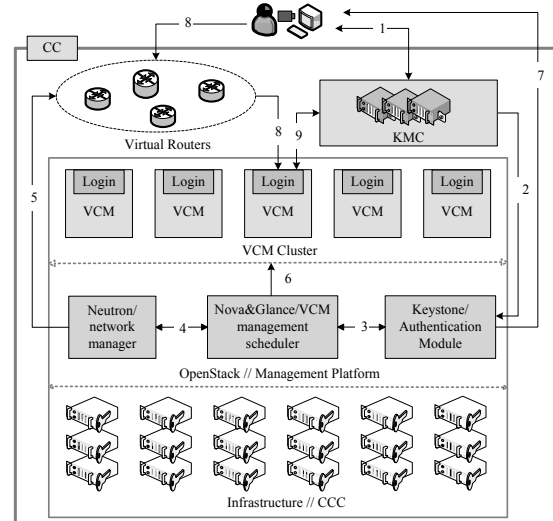 8
1
CC
7
KMC
Virtual Routers
8
9
2
5
Login
Login
Login
Login
Login
VCM
VCM
VCM
VCM
VCM
VCM Cluster
6
Neutron/
network
manager
4
Nova&Glance/VCM
management
scheduler
3
Keystone/
Authentication
Module
OpenStack // Management Platform
Infrastructure // CCC